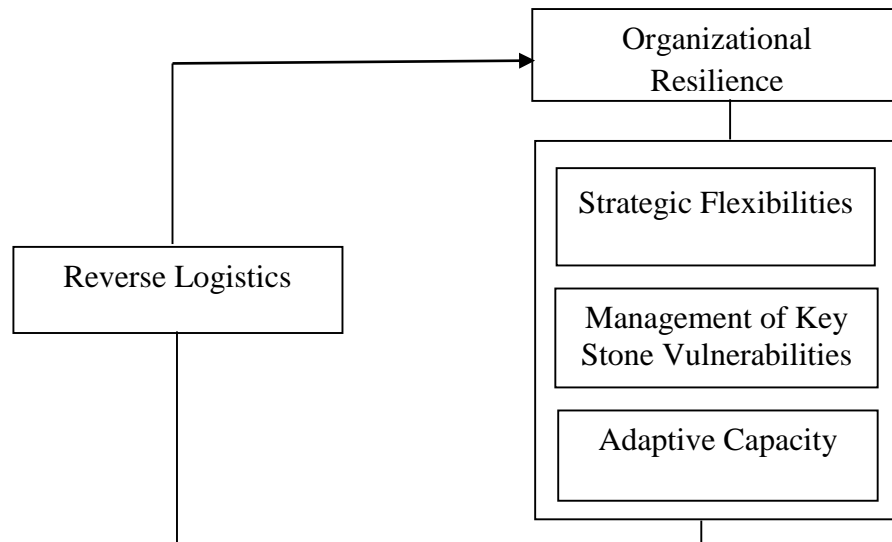 Organizational
Resilience
Strategic Flexibilities
Reverse Logistics
Management of Key
Stone Vulnerabilities
Adaptive Capacity